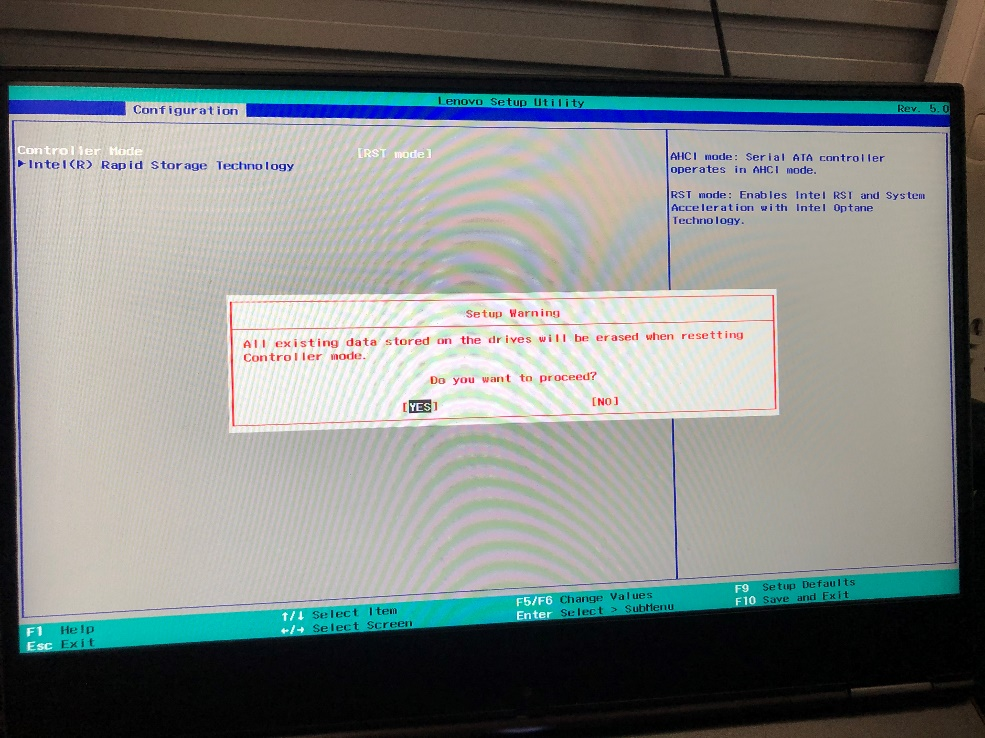 Lenovo Setup Utility
Rev. 5.0
Configuration
Controller Mode [RST mode]
▶Intel(R) Rapid Storage Technology
AHCI mode: Serial ATA controller
operates in AHCI mode.
RST mode: Enables Intel RST and System
Acceleration with Intel Optane
Technology.
Setup Warning
All existing data stored on the drives will be erased when resetting
Controller mode.
Do you want to proceed?
[YES] [NO]
F1 Help ↑/↓ Select Item F5/F6 Change Values F9 Setup Defaults
Esc Exit ←/→ Select Screen Enter Select > SubMenu F10 Save and Exit